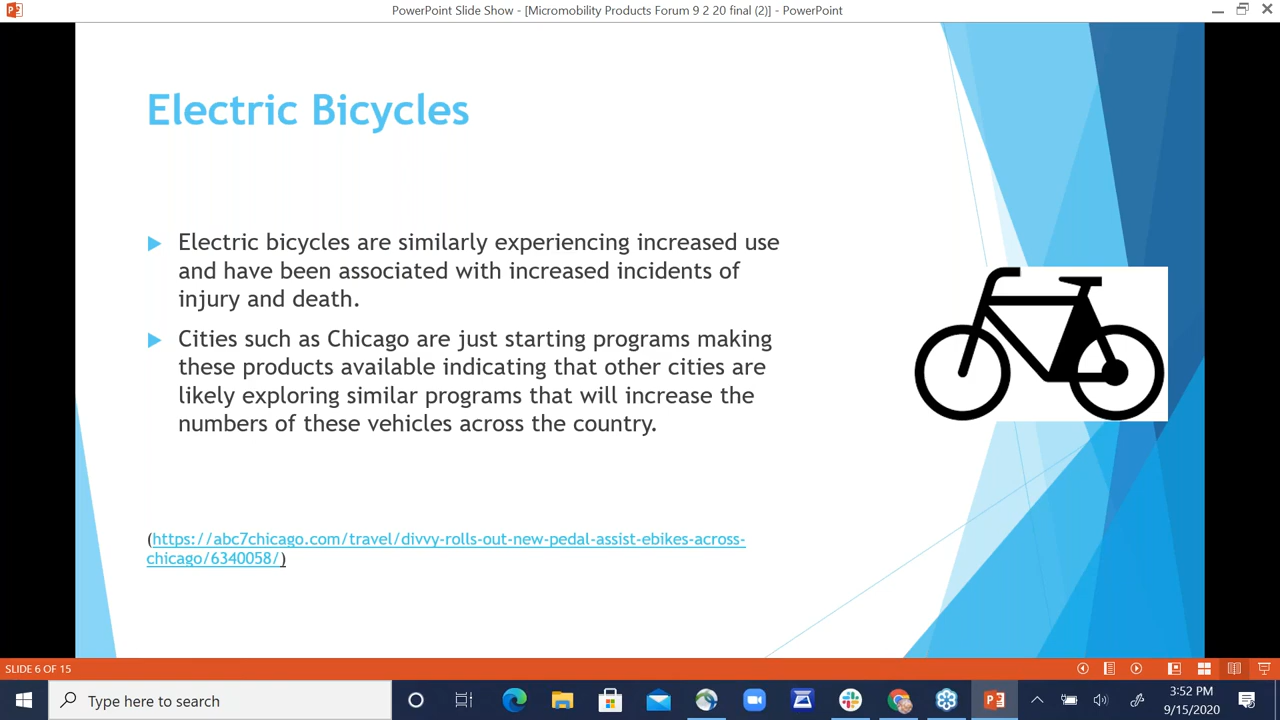 PowerPoint Slide Show - [Micromobility Products Forum 9 2 20 final (2)] - PowerPoint
Electric Bicycles
Electric bicycles are similarly experiencing increased use
and have been associated with increased incidents of
injury and death.
Cities such as Chicago are just starting programs making
these products available indicating that other cities are
likely exploring similar programs that will increase the
numbers of these vehicles across the country.
(https://abc7chicago.com/travel/divvy-rolls-out-new-pedal-assist-ebikes-across-
chicago/6340058/)
SLIDE 6 OF 15
Type here to search
3:52 PM
9/15/2020